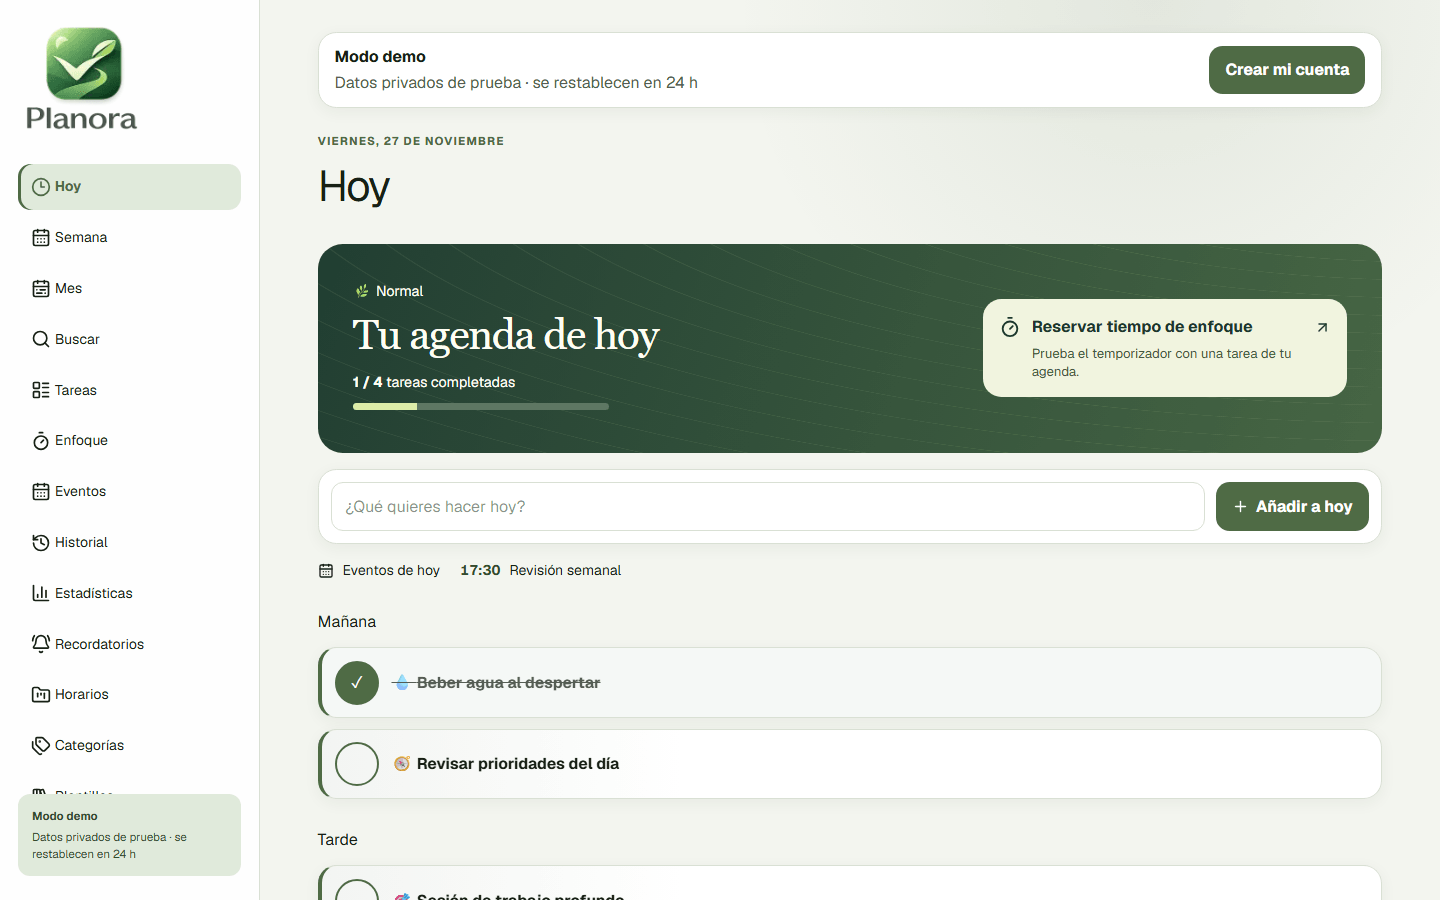 Planora
Hoy
Semana
Mes
Buscar
Tareas
Enfoque
Eventos
Historial
Estadísticas
Recordatorios
Horarios
Categorías
Modo demo
Datos privados de prueba · se
restablecen en 24 h
Modo demo
Datos privados de prueba · se restablecen en 24 h
Crear mi cuenta
VIERNES, 27 DE NOVIEMBRE
Hoy
Normal
Tu agenda de hoy
1 / 4 tareas completadas
Reservar tiempo de enfoque
Prueba el temporizador con una tarea de tu
agenda.
¿Qué quieres hacer hoy?
+ Añadir a hoy
Eventos de hoy 17:30 Revisión semanal
Mañana
Beber agua al despertar
Revisar prioridades del día
Tarde
Sesión de trabajo profundo